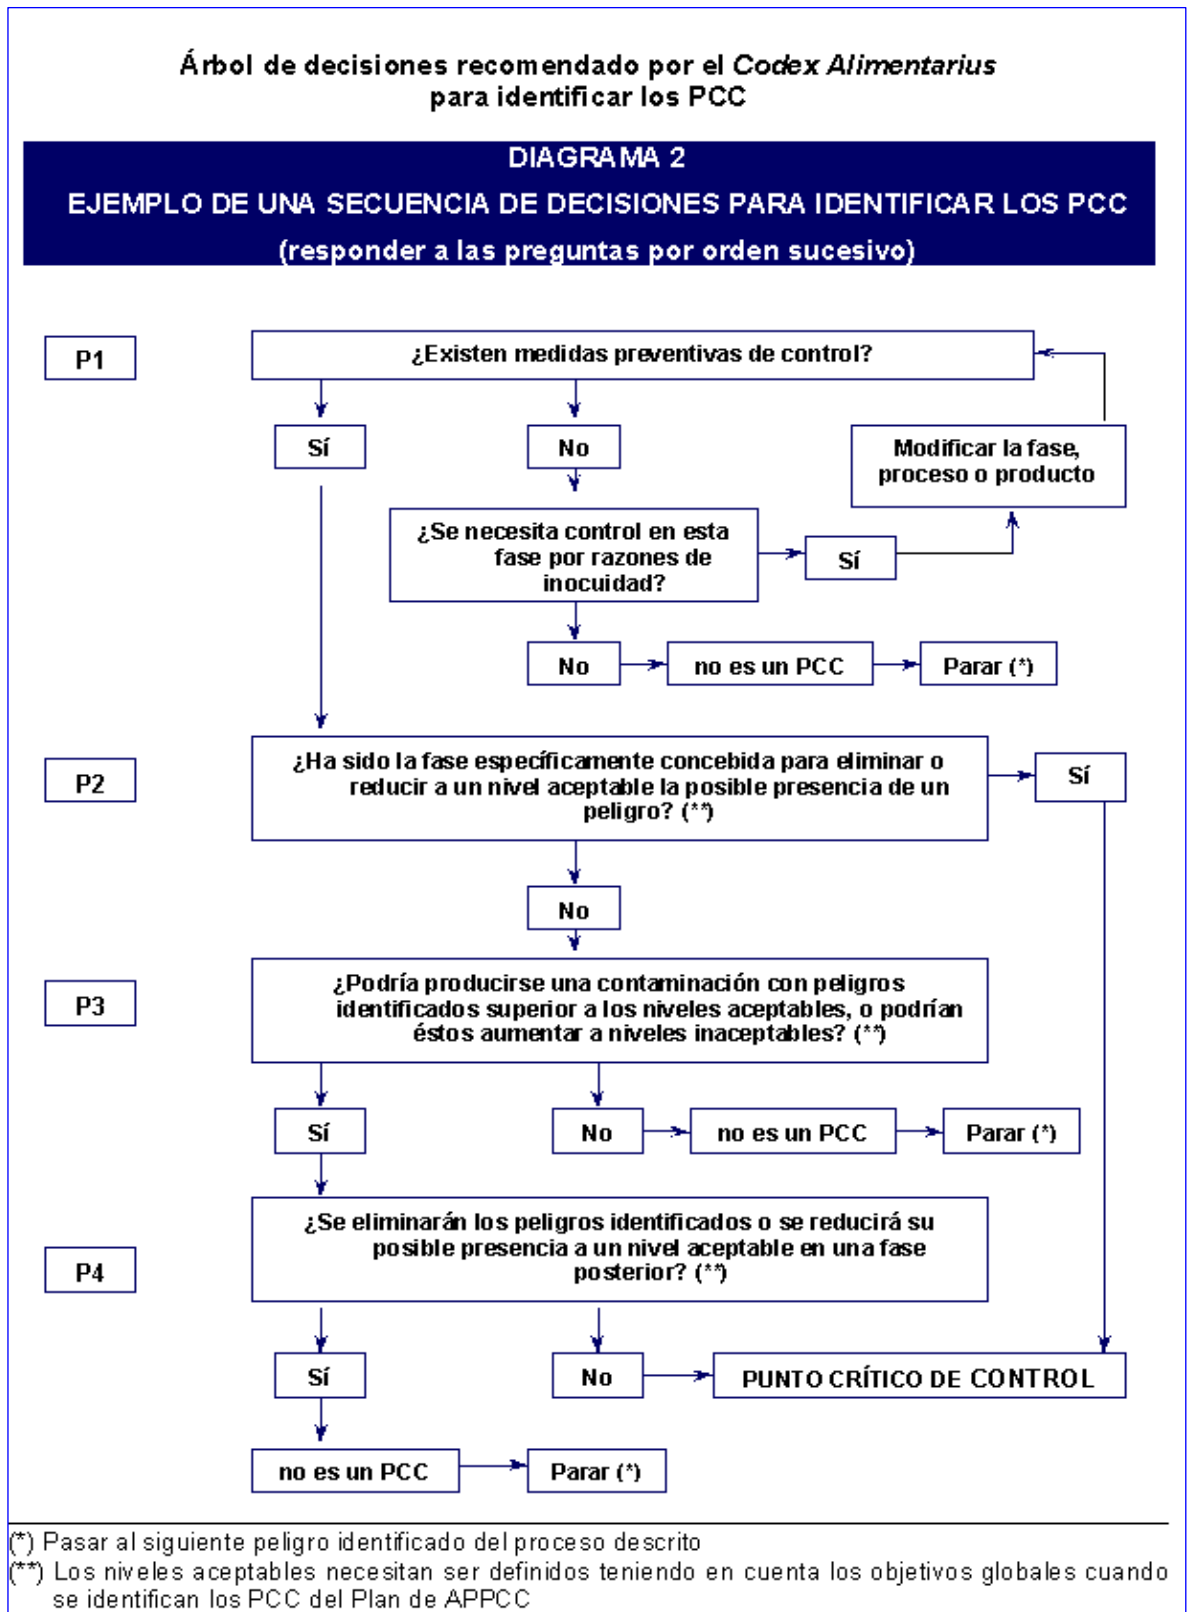 Árbol de decisiones recomendado por el Codex Alimentarius
para identificar los PCC
DIAGRAMA 2
EJEMPLO DE UNA SECUENCIA DE DECISIONES PARA IDENTIFICAR LOS PCC
(responder a las preguntas por orden sucesivo)
P1
¿Existen medidas preventivas de control?
Sí
No
Modificar la fase,
proceso o producto
¿Se necesita control en esta
fase por razones de
inocuidad?
Sí
No
no es un PCC
Parar (*)
P2
¿Ha sido la fase específicamente concebida para eliminar o
reducir a un nivel aceptable la posible presencia de un
peligro? (**)
Sí
No
P3
¿Podría producirse una contaminación con peligros
identificados superior a los niveles aceptables, o podrían
éstos aumentar a niveles inaceptables? (**)
Sí
No
no es un PCC
Parar (*)
P4
¿Se eliminarán los peligros identificados o se reducirá su
posible presencia a un nivel aceptable en una fase
posterior? (**)
Sí
No
PUNTO CRÍTICO DE CONTROL
no es un PCC
Parar (*)
(*) Pasar al siguiente peligro identificado del proceso descrito
(**) Los niveles aceptables necesitan ser definidos teniendo en cuenta los objetivos globales cuando
se identifican los PCC del Plan de APPCC